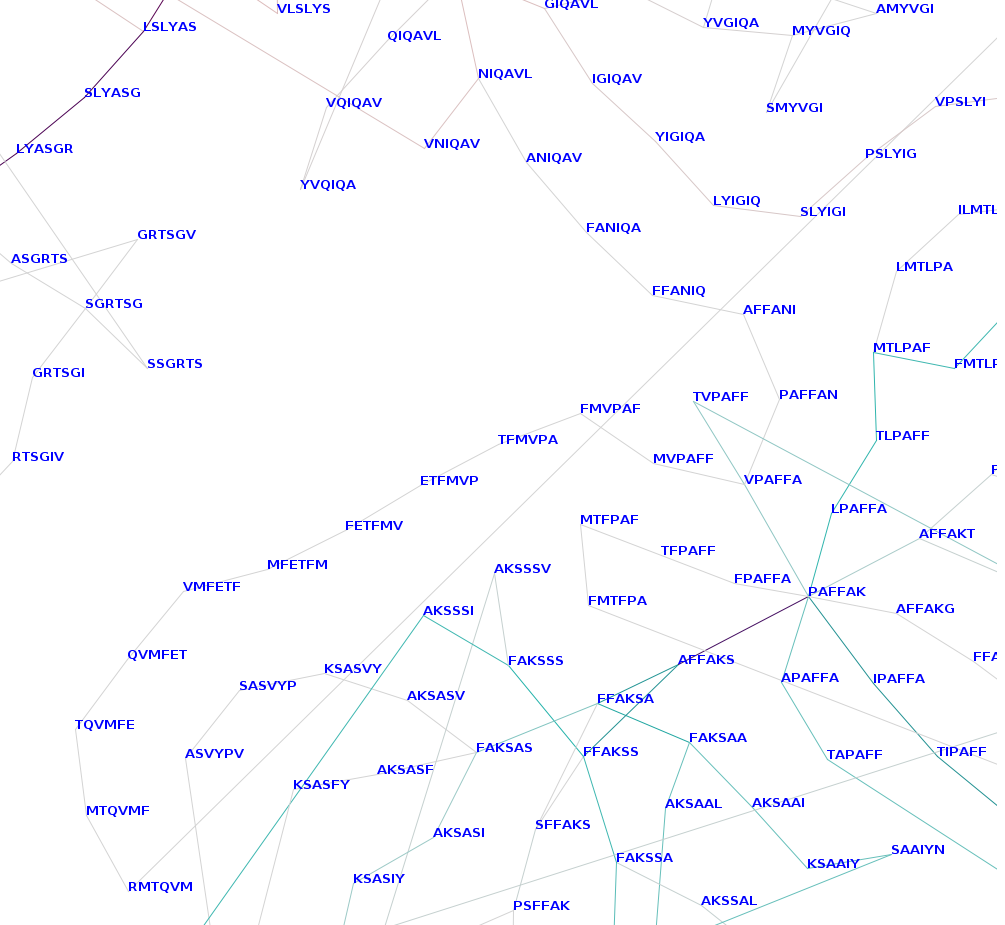 GIQAVL
VLSLYS
AMYVGI
YVGIQA
LSLYAS
MYVGIQ
QIQAVL
NIQAVL
IGIQAV
SLYASG
VQIQAV
VPSLYI
SMYVGI
YIGIQA
VNIQAV
LYASGR
PSLYIG
ANIQAV
YVQIQA
LYIGIQ
SLYIGI
ILMTL
FANIQA
GRTSGV
ASGRTS
LMTLPA
FFANIQ
SGRTSG
AFFANI
MTLPAF
SSGRTS
FMTLP
GRTSGI
PAFFAN
TVPAFF
FMVPAF
TLPAFF
TFMVPA
RTSGIV
MVPAFF
ETFMVP
VPAFFA
LPAFFA
MTFPAF
FETFMV
AFFAKT
TFPAFF
MFETFM
AKSSSV
FPAFFA
VMFETF
PAFFAK
FMTFPA
AFFAKG
AKSSSI
QVMFET
FFA
FAKSSS
AFFAKS
KSASVY
APAFFA
IPAFFA
SASVYP
AKSASV
FFAKSA
TQVMFE
FAKSAA
FAKSAS
FFAKSS
TIPAFF
ASVYPV
TAPAFF
AKSASF
KSASFY
AKSAAL
AKSAAI
MTQVMF
SFFAKS
AKSASI
SAAIYN
FAKSSA
KSAAIY
KSASIY
RMTQVM
AKSSAL
PSFFAK